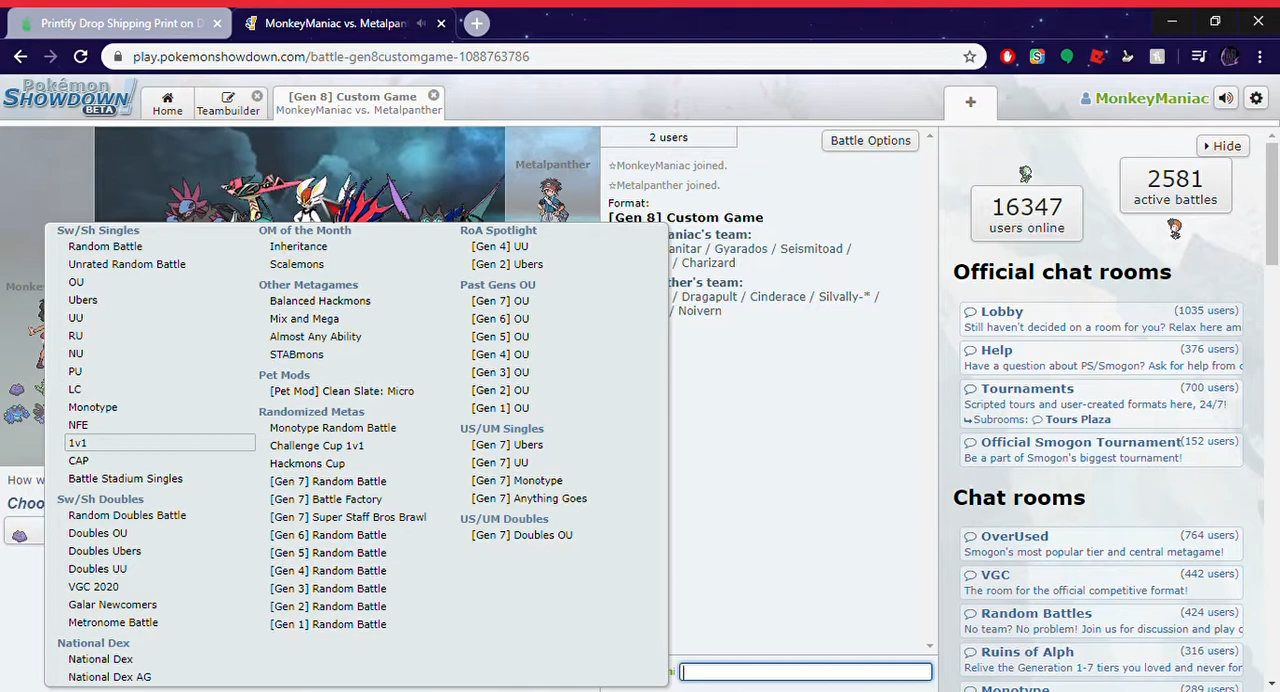 Printify Drop Shipping Print on D
MonkeyManiac vs. Metalpan
play.pokemonshowdown.com/battle-gen8customgame-1088763786
Pokémon
SHOWDOWN
BETA
Home
Teambuilder
[Gen 8] Custom Game
MonkeyManiac vs. Metalpanther
MonkeyManiac
Metalpanther
2 users
Battle Options
☆MonkeyManiac joined.
☆Metalpanther joined.
Format:
[Gen 8] Custom Game
aniac's team:
anitar / Gyarados / Seismitoad /
/ Charizard
ther's team:
/ Dragapult / Cinderace / Silvally-* /
/ Noivern
Monke
How w
Choo
Sw/Sh Singles
Random Battle
Unrated Random Battle
OU
Ubers
UU
RU
NU
PU
LC
Monotype
NFE
1v1
CAP
Battle Stadium Singles
Sw/Sh Doubles
Random Doubles Battle
Doubles OU
Doubles Ubers
Doubles UU
VGC 2020
Galar Newcomers
Metronome Battle
National Dex
National Dex
National Dex AG
OM of the Month
Inheritance
Scalemons
Other Metagames
Balanced Hackmons
Mix and Mega
Almost Any Ability
STABmons
Pet Mods
[Pet Mod] Clean Slate: Micro
Randomized Metas
Monotype Random Battle
Challenge Cup 1v1
Hackmons Cup
[Gen 7] Random Battle
[Gen 7] Battle Factory
[Gen 7] Super Staff Bros Brawl
[Gen 6] Random Battle
[Gen 5] Random Battle
[Gen 4] Random Battle
[Gen 3] Random Battle
[Gen 2] Random Battle
[Gen 1] Random Battle
RoA Spotlight
[Gen 4] UU
[Gen 2] Ubers
Past Gens OU
[Gen 7] OU
[Gen 6] OU
[Gen 5] OU
[Gen 4] OU
[Gen 3] OU
[Gen 2] OU
[Gen 1] OU
US/UM Singles
[Gen 7] Ubers
[Gen 7] UU
[Gen 7] Monotype
[Gen 7] Anything Goes
US/UM Doubles
[Gen 7] Doubles OU
Hide
16347
users online
2581
active battles
Official chat rooms
Lobby (1035 users)
Still haven't decided on a room for you? Relax here am
Help (376 users)
Have a question about PS/Smogon? Ask for help from c
Tournaments (700 users)
Scripted tours and user-created formats here, 24/7!
Subrooms: Tours Plaza
Official Smogon Tournament (152 users)
Be a part of Smogon's biggest tournament!
Chat rooms
OverUsed (764 users)
Smogon's most popular tier and central metagame!
VGC (442 users)
The room for the official competitive format!
Random Battles (424 users)
No team? No problem! Join us for discussion and play c
Ruins of Alph (316 users)
Relive the Generation 1-7 tiers you loved and never for
Monotype (289 users)